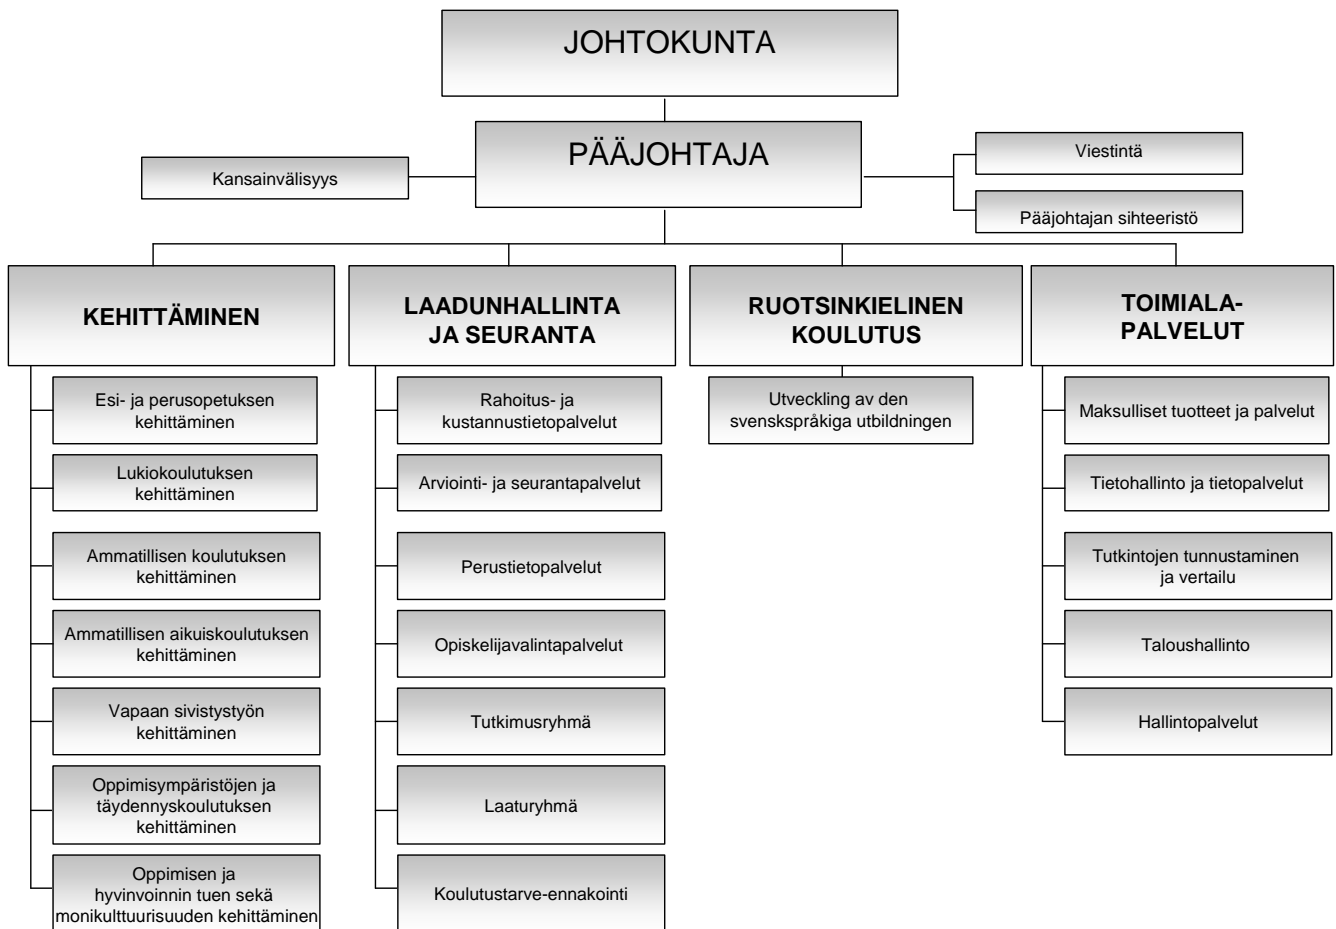 JOHTOKUNTA
PÄÄJOHTAJA
Kansainvälisyys
Viestintä
Pääjohtajan sihteeristö
KEHITTÄMINEN
Esi- ja perusopetuksen
kehittäminen
Lukiokoulutuksen
kehittäminen
Ammatillisen koulutuksen
kehittäminen
Ammatillisen aikuiskoulutuksen
kehittäminen
Vapaan sivistystyön
kehittäminen
Oppimisympäristöjen ja
täydennyskoulutuksen
kehittäminen
Oppimisen ja
hyvinvoinnin tuen sekä
monikulttuurisuuden kehittäminen
LAADUNHALLINTA
JA SEURANTA
Rahoitus- ja
kustannustietopalvelut
Arviointi- ja seurantapalvelut
Perustietopalvelut
Opiskelijavalintapalvelut
Tutkimusryhmä
Laaturyhmä
Koulutustarve-ennakointi
RUOTSINKIELINEN
KOULUTUS
Utveckling av den
svenskspråkiga utbildningen
TOIMIALA-
PALVELUT
Maksulliset tuotteet ja palvelut
Tietohallinto ja tietopalvelut
Tutkintojen tunnustaminen
ja vertailu
Taloushallinto
Hallintopalvelut